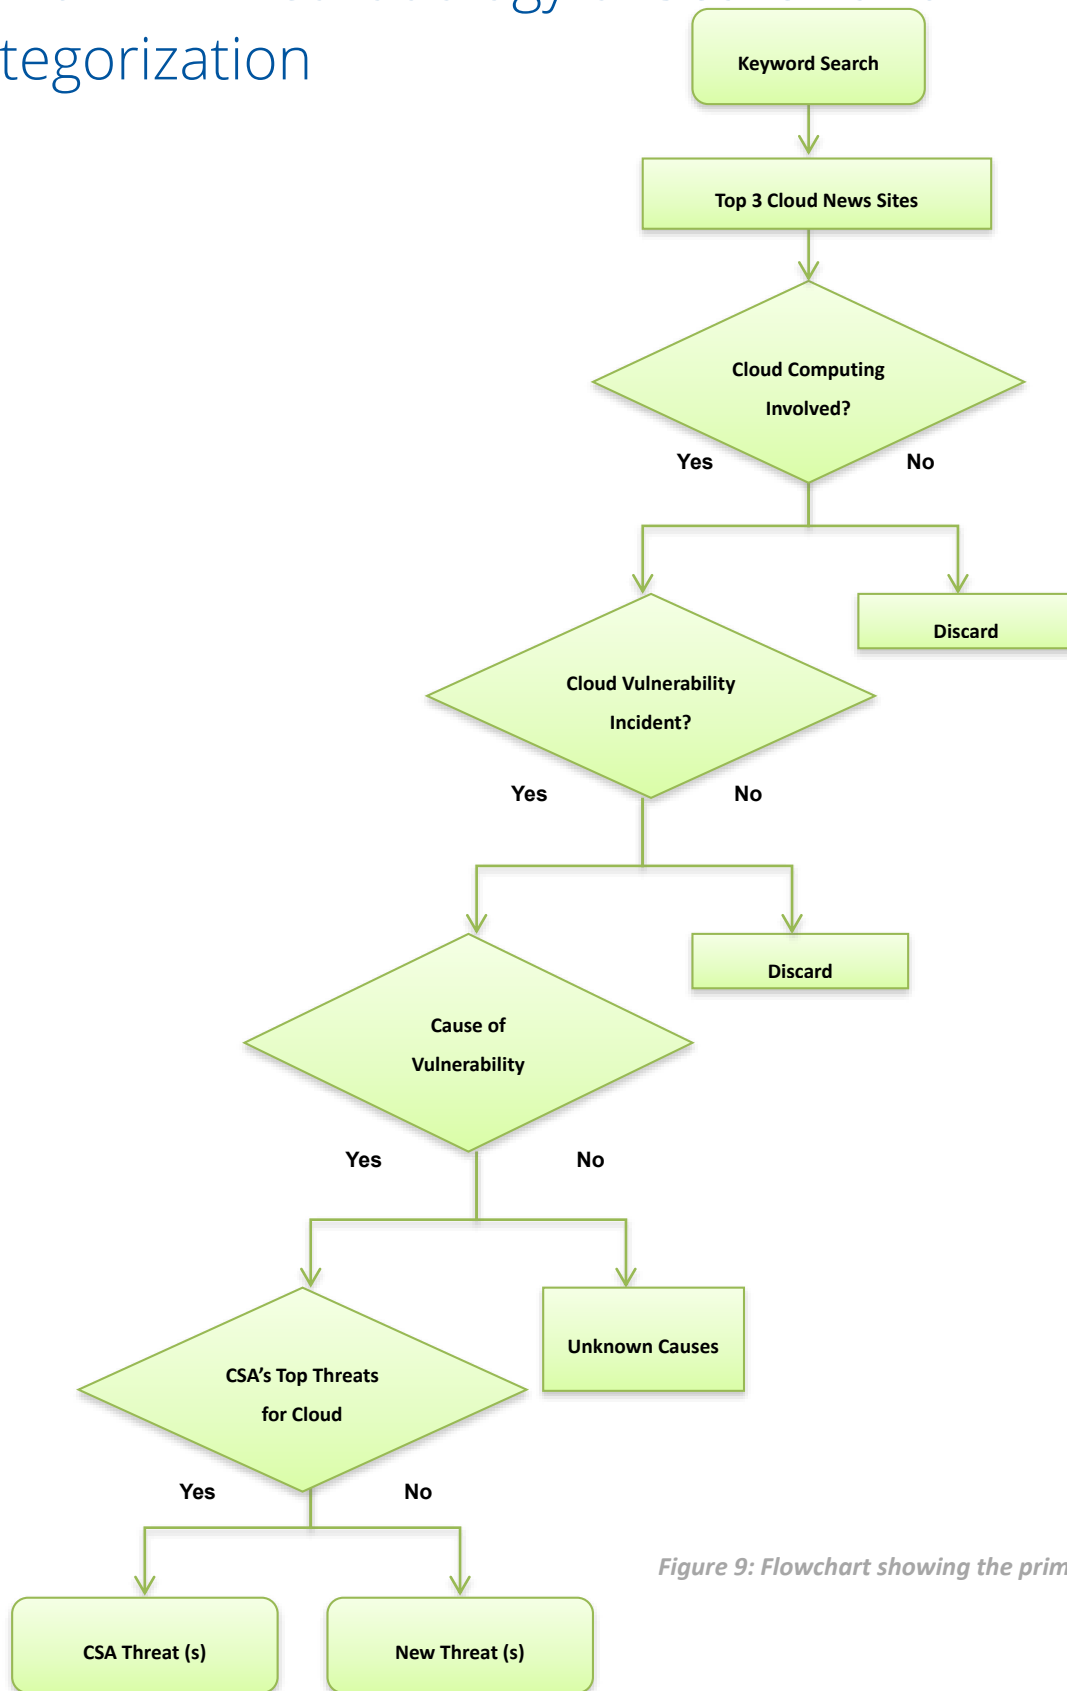 tegorization
Keyword Search
Top 3 Cloud News Sites
Cloud Computing
Involved?
Yes
No
Discard
Cloud Vulnerability
Incident?
Yes
No
Discard
Cause of
Vulnerability
Yes
No
Unknown Causes
CSA’s Top Threats
for Cloud
Yes
No
Figure 9: Flowchart showing the prim
CSA Threat (s)
New Threat (s)